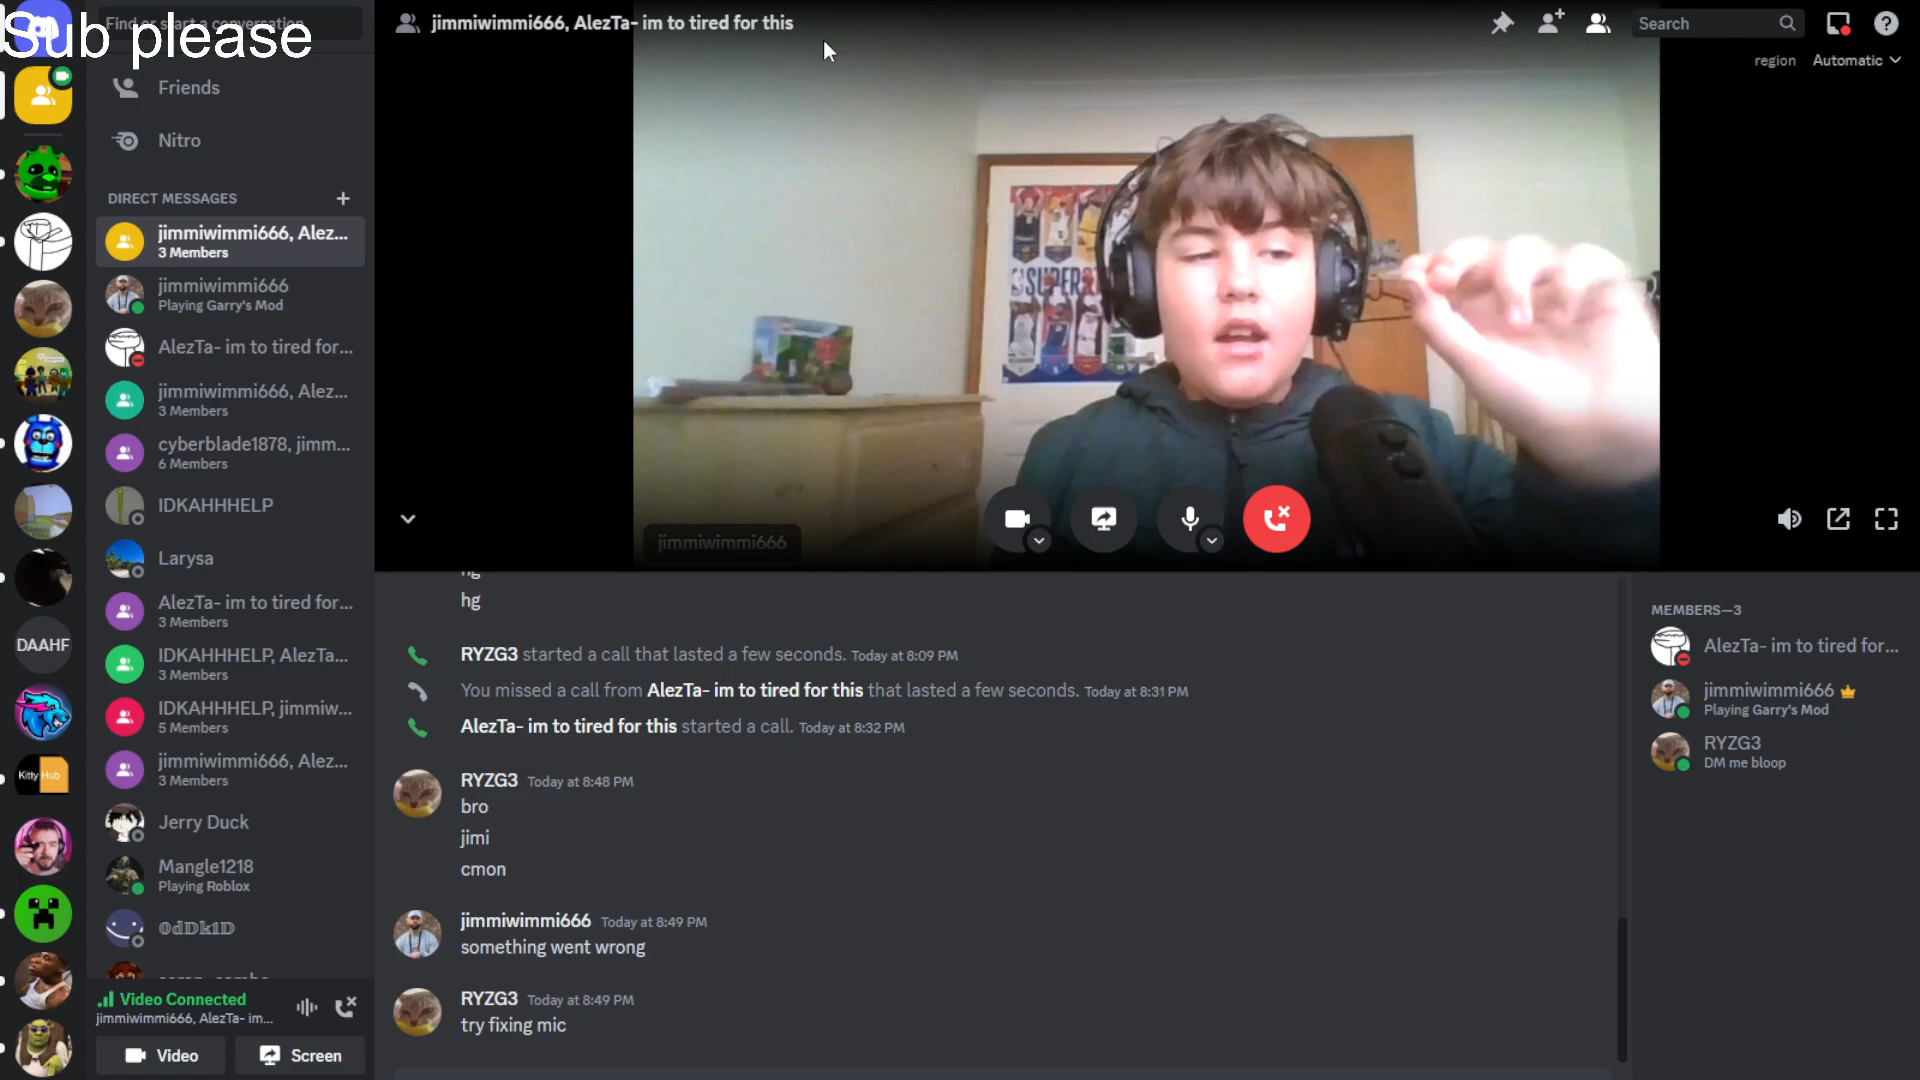 Sub please
Find or start a conversation
jimmiwimmi666, AlezTa- im to tired for this
Search
region Automatic
Friends
Nitro
DIRECT MESSAGES
jimmiwimmi666, Alez...
3 Members
jimmiwimmi666
Playing Garry's Mod
AlezTa- im to tired for...
jimmiwimmi666, Alez...
3 Members
cyberblade1878, jimm...
6 Members
IDKAHHHELP
Larysa
AlezTa- im to tired for...
3 Members
IDKAHHHELP, AlezTa...
3 Members
IDKAHHHELP, jimmiw...
5 Members
jimmiwimmi666, Alez...
3 Members
Jerry Duck
Mangle1218
Playing Roblox
0dDk1D
DAAHF
Kitty Hub
Video Connected
jimmiwimmi666, AlezTa- im...
Video
Screen
jimmiwimmi666
hg
hg
RYZG3 started a call that lasted a few seconds. Today at 8:09 PM
You missed a call from AlezTa- im to tired for this that lasted a few seconds. Today at 8:31 PM
AlezTa- im to tired for this started a call. Today at 8:32 PM
RYZG3 Today at 8:48 PM
bro
jimi
cmon
jimmiwimmi666 Today at 8:49 PM
something went wrong
RYZG3 Today at 8:49 PM
try fixing mic
MEMBERS—3
AlezTa- im to tired for...
jimmiwimmi666
Playing Garry's Mod
RYZG3
DM me bloop